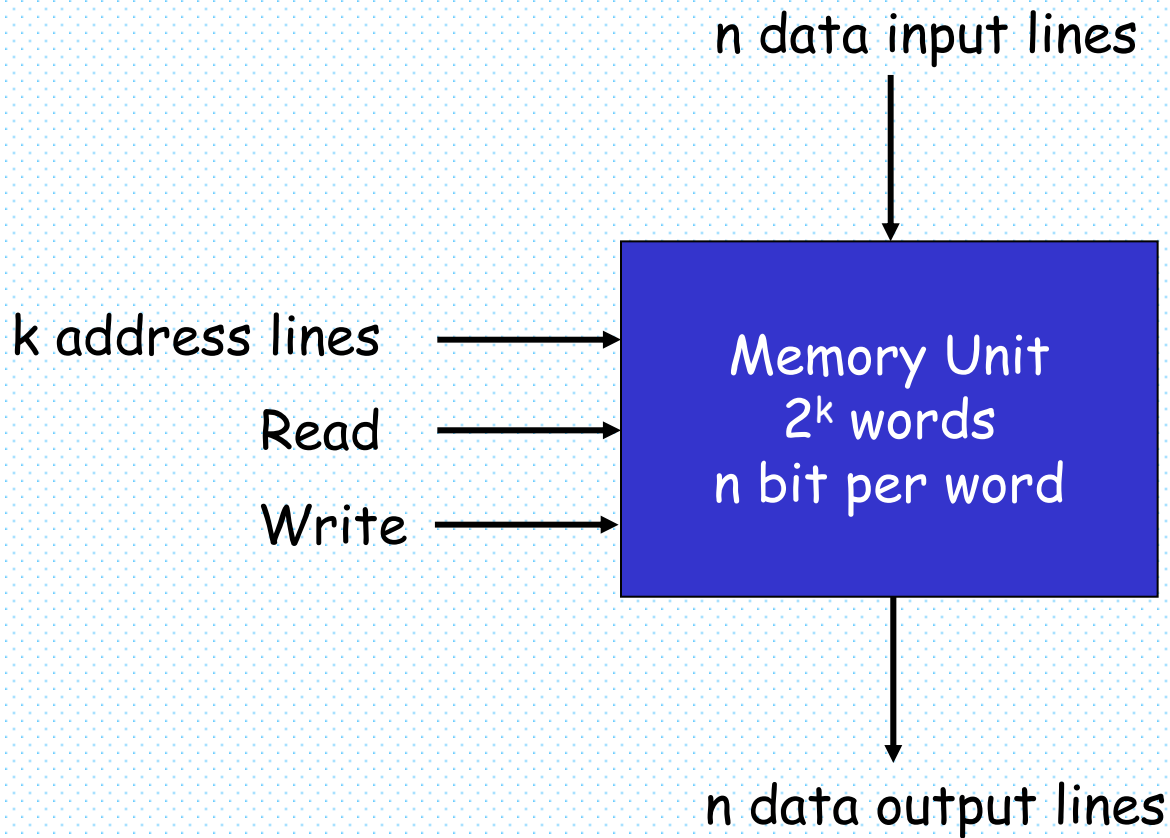 n data input lines
k address lines
Read
Write
Memory Unit
2ᵏ words
n bit per word
n data output lines